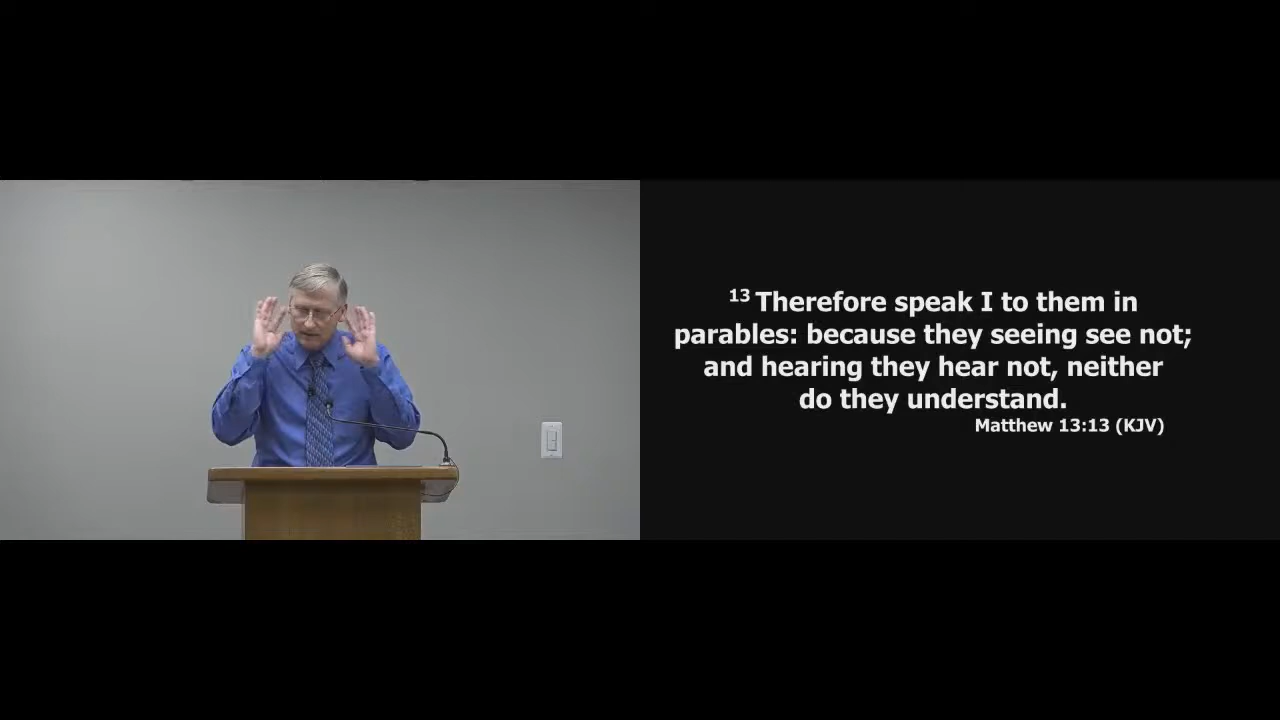 13 Therefore speak I to them in
parables: because they seeing see not;
and hearing they hear not, neither
do they understand.
Matthew 13:13 (KJV)